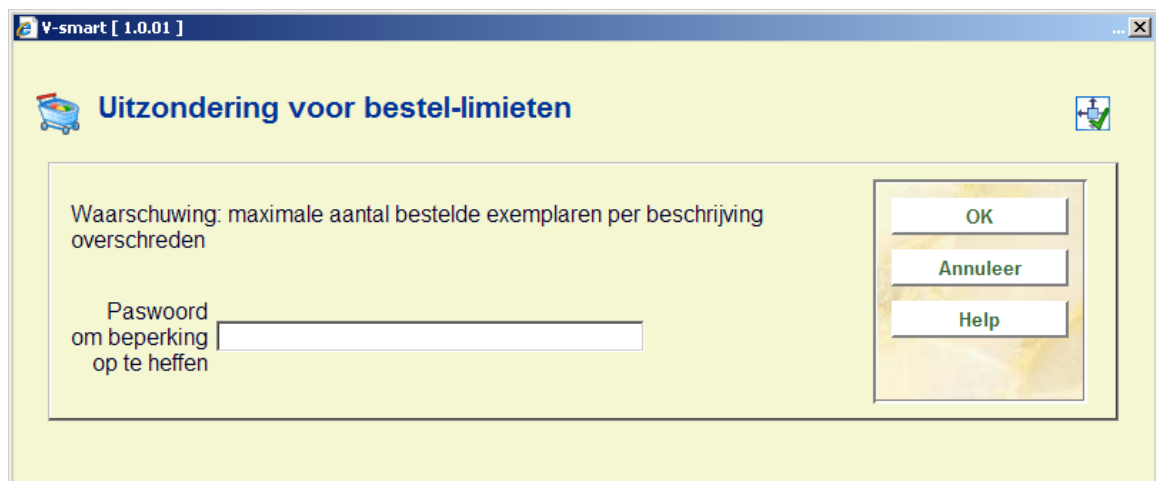 V-smart [ 1.0.01 ]
...
Uitzondering voor bestel-limieten
Waarschuwing: maximale aantal bestelde exemplaren per beschrijving
overschreden
Paswoord
om beperking
op te heffen
OK
Annuleer
Help